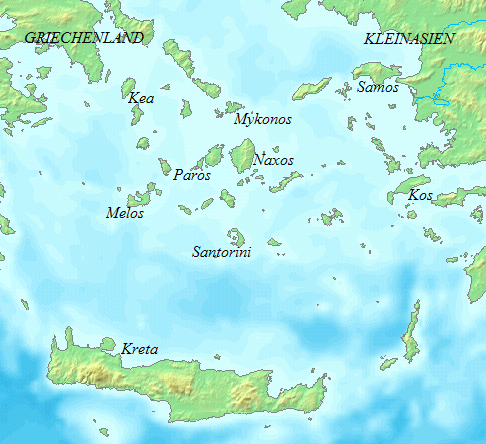 GRIECHENLAND
KLEINASIEN
Samos
Kea
Mykonos
Naxos
Paros
Kos
Melos
Santorini
Kreta